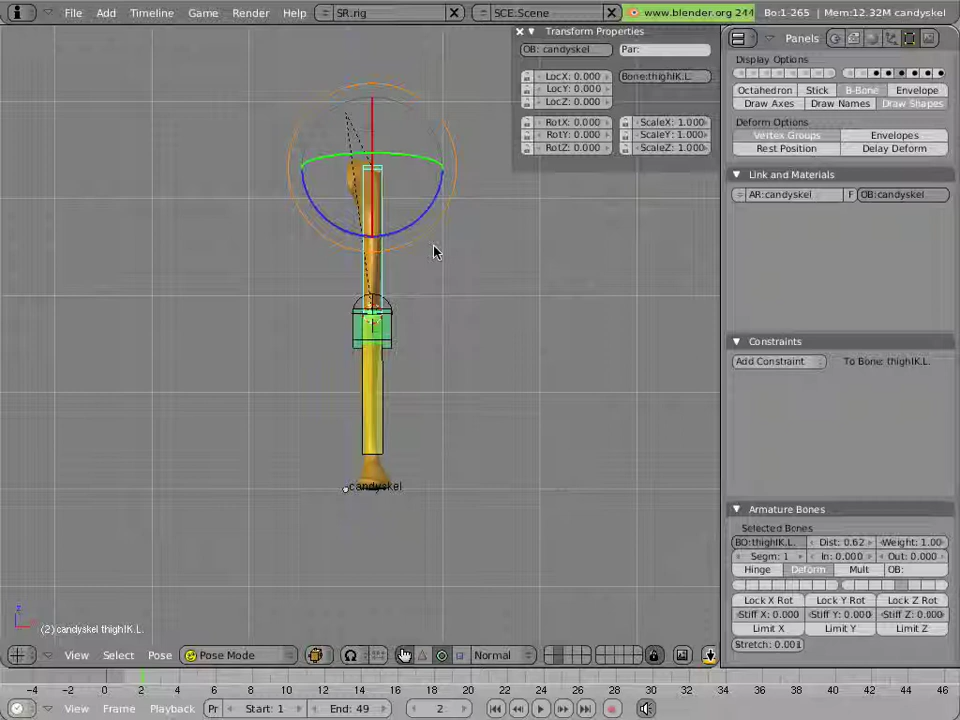 File Add Timeline Game Render Help SR.rig SCE:Scene www.blender.org 244 Bo:1-265 | Mem:12.32M candyskel
Transform Properties
OB: candyskel Par:
LocX: 0.000 Bone:thighIK.L.
LocY: 0.000
LocZ: 0.000
RotX: 0.000 ScaleX: 1.000
RotY: 0.000 ScaleY: 1.000
RotZ: 0.000 ScaleZ: 1.000
Panels
Display Options
Octahedron Stick B-Bone Envelope
Draw Axes Draw Names Draw Shapes
Deform Options
Vertex Groups Envelopes
Rest Position Delay Deform
Link and Materials
AR:candyskel F OB:candyskel
Constraints
Add Constraint To Bone: thighIK.L.
Armature Bones
Selected Bones
BO:thighIK.L. Dist: 0.62 Weight: 1.00
Segm: 1 In: 0.000 Out: 0.000
Hinge Deform Mult OB:
Lock X Rot Lock Y Rot Lock Z Rot
Stiff X: 0.000 Stiff Y: 0.000 Stiff Z: 0.000
Limit X Limit Y Limit Z
Stretch: 0.001
candyskel
z
(2) candyskel thighIK.L.
View Select Pose Pose Mode Normal
-4 -2 0 2 4 6 8 10 12 14 16 18 20 22 24 26 28 30 32 34 36 38 40 42 44 46
View Frame Playback Pr Start: 1 End: 49 2